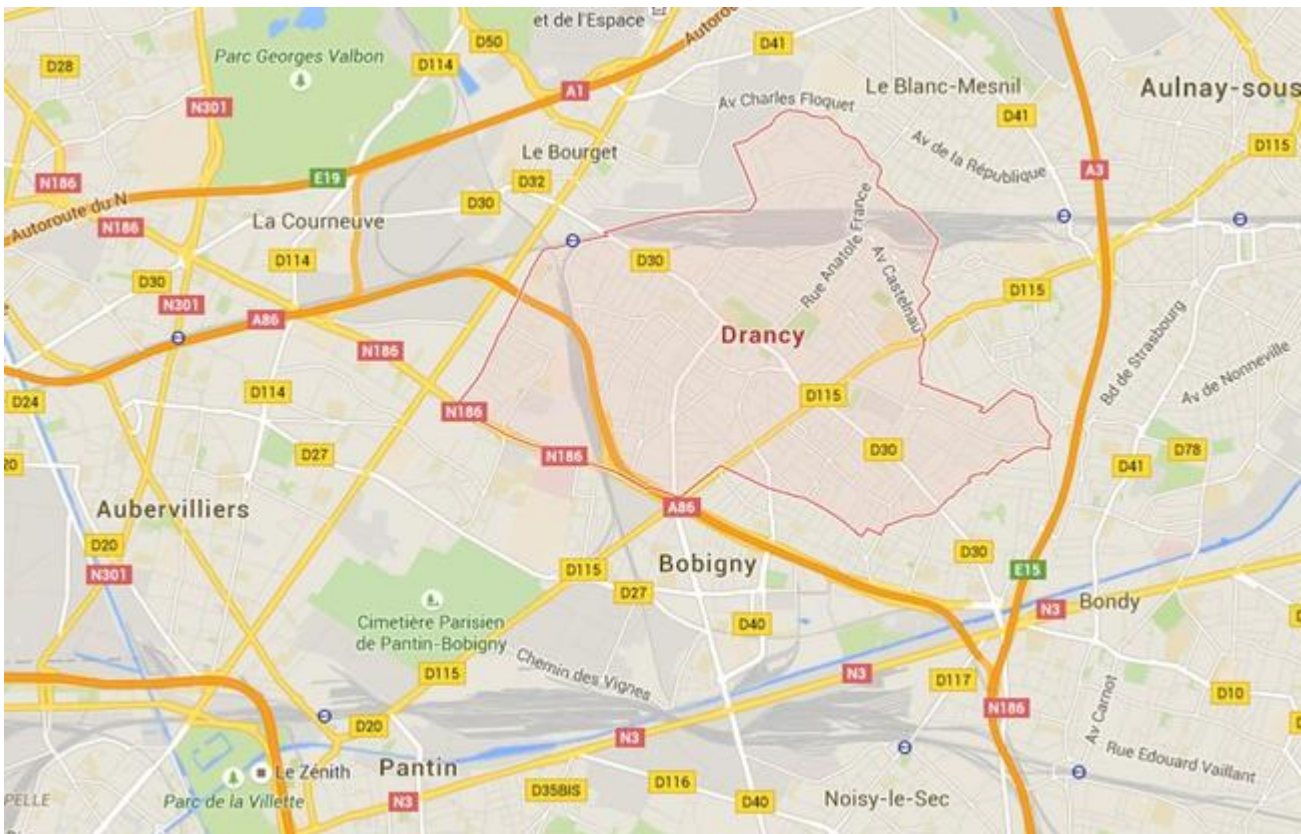 et de l'Espace
Autorou
D50
D41
Parc Georges Valbon
D28
D114
A1
Le Blanc-Mesnil
Aulnay-sous
N301
Av Charles Floquet
D41
Av de la République
D115
Le Bourget
E19
N186
D32
A3
Autoroute du N
N186
La Courneuve
D30
D114
D30
D30
Rue Anatole France
Av Castelnau
N301
A86
D115
Drancy
N186
Bd de Strasbourg
Av de Nonneville
D24
D114
N186
D115
D27
N186
D30
D41
D78
20
Aubervilliers
A86
D20
N301
D115
Bobigny
D30
E15
D27
N3
Bondy
Cimetière Parisien
de Pantin-Bobigny
D40
D115
Chemin des Vignes
N3
D117
D10
N186
Av Carnot
D20
N3
Rue Edouard Vaillant
Le Zénith
Pantin
D35BIS
D116
D40
Noisy-le-Sec
PELLE
Parc de la Villette
N3